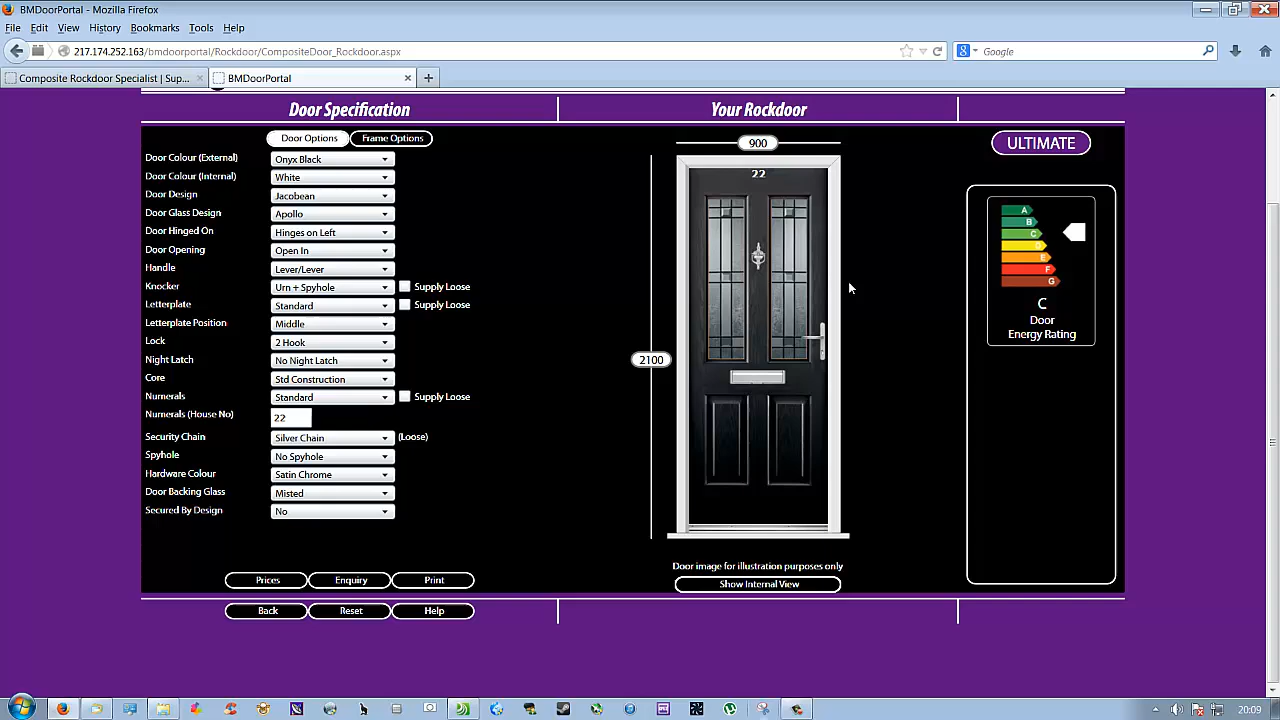 BMDoorPortal - Mozilla Firefox
File Edit View History Bookmarks Tools Help
217.174.252.163/bmdoorportal/Rockdoor/CompositeDoor_Rockdoor.aspx
Google
Composite Rockdoor Specialist | Sup...
BMDoorPortal
Door Specification
Your Rockdoor
Door Options
Frame Options
900
ULTIMATE
Door Colour (External) Onyx Black
Door Colour (Internal) White
Door Design Jacobean
Door Glass Design Apollo
Door Hinged On Hinges on Left
Door Opening Open In
Handle Lever/Lever
Knocker Urn + Spyhole Supply Loose
Letterplate Standard Supply Loose
Letterplate Position Middle
Lock 2 Hook
Night Latch No Night Latch
Core Std Construction
Numerals Standard Supply Loose
Numerals (House No) 22
Security Chain Silver Chain (Loose)
Spyhole No Spyhole
Hardware Colour Satin Chrome
Door Backing Glass Misted
Secured By Design No
22
2100
A
B
C
D
E
F
G
C
Door
Energy Rating
Door image for illustration purposes only
Show Internal View
Prices Enquiry Print
Back Reset Help
20:09